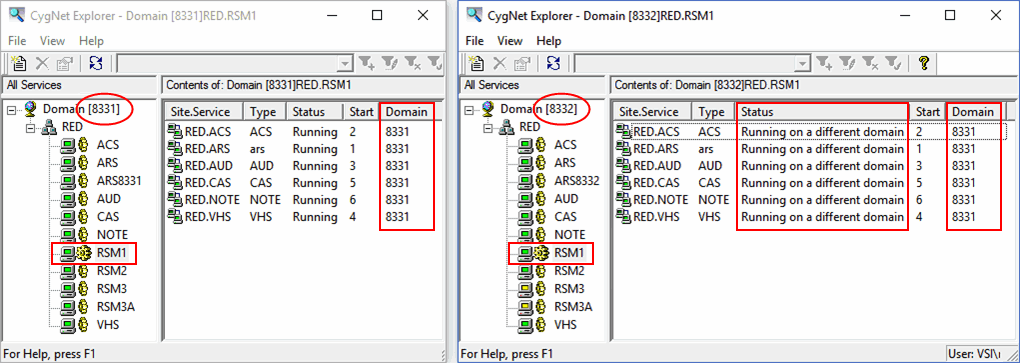 CygNet Explorer - Domain [8331]RED.RSM1
File View Help
All Services
Contents of: Domain [8331]RED.RSM1
Domain [8331]
RED
ACS
ARS
ARS8331
AUD
CAS
NOTE
RSM1
RSM2
RSM3
RSM3A
VHS
Site.Service Type Status Start Domain
RED.ACS ACS Running 2 8331
RED.ARS ars Running 1 8331
RED.AUD AUD Running 3 8331
RED.CAS CAS Running 5 8331
RED.NOTE NOTE Running 6 8331
RED.VHS VHS Running 4 8331
For Help, press F1
CygNet Explorer - Domain [8332]RED.RSM1
File View Help
All Services
Contents of: Domain [8332]RED.RSM1
Domain [8332]
RED
ACS
ARS
ARS8332
AUD
CAS
NOTE
RSM1
RSM2
RSM3
RSM3A
VHS
Site.Service Type Status Start Domain
RED.ACS ACS Running on a different domain 2 8331
RED.ARS ars Running on a different domain 1 8331
RED.AUD AUD Running on a different domain 3 8331
RED.CAS CAS Running on a different domain 5 8331
RED.NOTE NOTE Running on a different domain 6 8331
RED.VHS VHS Running on a different domain 4 8331
For Help, press F1
User: VSI\